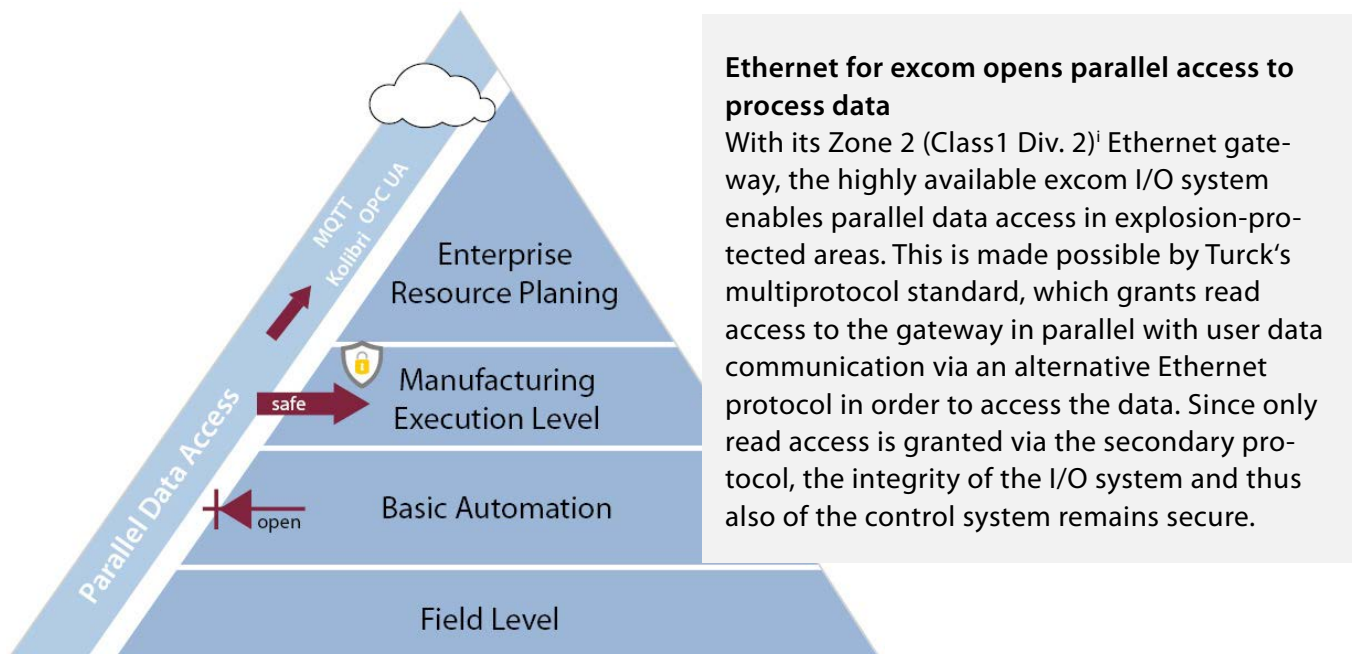 MQTT
Kolibri OPC UA
Parallel Data Access
Enterprise
Resource Planing
Manufacturing
Execution Level
safe
Basic Automation
open
Field Level
Ethernet for excom opens parallel access to
process data
With its Zone 2 (Class1 Div. 2)ⁱ Ethernet gate-
way, the highly available excom I/O system
enables parallel data access in explosion-pro-
tected areas. This is made possible by Turck‘s
multiprotocol standard, which grants read
access to the gateway in parallel with user data
communication via an alternative Ethernet
protocol in order to access the data. Since only
read access is granted via the secondary pro-
tocol, the integrity of the I/O system and thus
also of the control system remains secure.